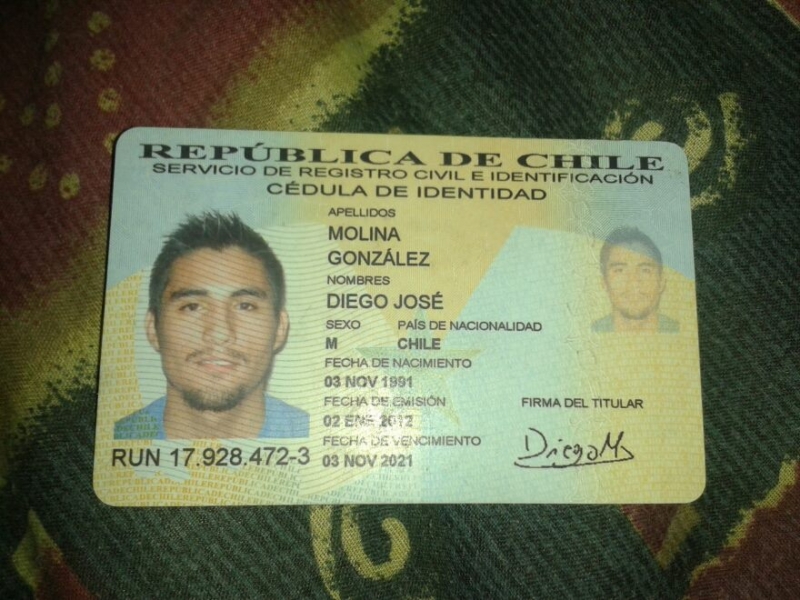 REPÚBLICA DE CHILE
SERVICIO DE REGISTRO CIVIL E IDENTIFICACIÓN
CÉDULA DE IDENTIDAD
APELLIDOS
MOLINA
GONZÁLEZ
NOMBRES
DIEGO JOSÉ
SEXO PAÍS DE NACIONALIDAD
M CHILE
FECHA DE NACIMIENTO
03 NOV 1991
FECHA DE EMISIÓN
02 ENE 2012
FECHA DE VENCIMIENTO
03 NOV 2021
FIRMA DEL TITULAR
DiegoM
RUN 17.928.472-3